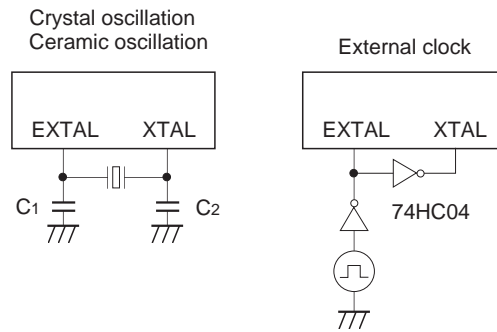 Crystal oscillation
Ceramic oscillation
EXTAL XTAL
C1 C2
External clock
EXTAL XTAL
74HC04